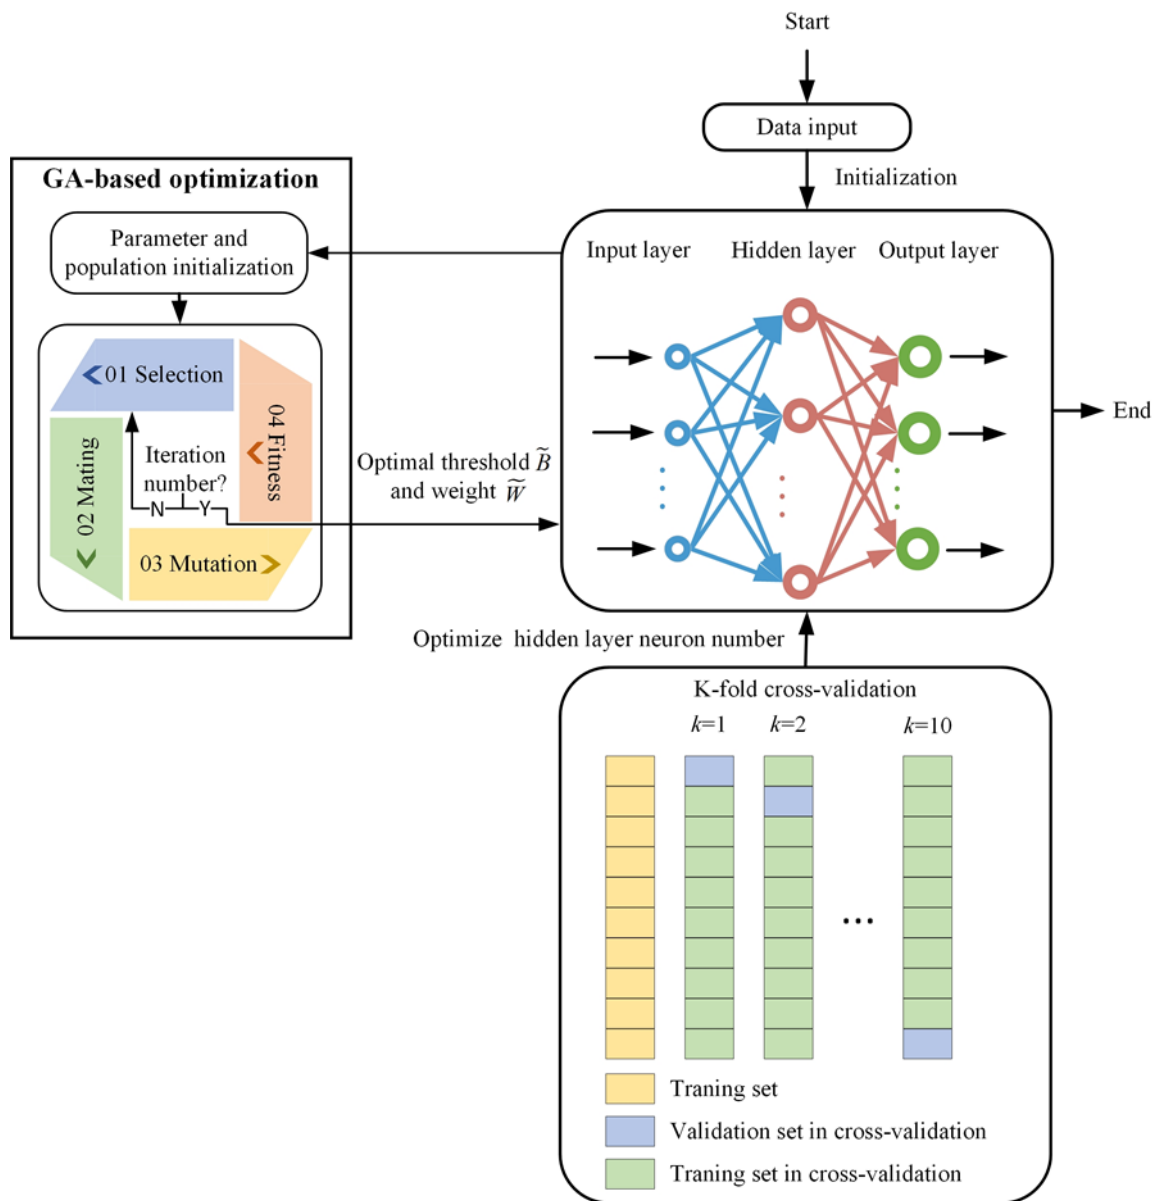 Start
Data input
Initialization
GA-based optimization
Parameter and
population initialization
01 Selection
02 Mating
03 Mutation
04 Fitness
Iteration
number?
N Y
Optimal threshold B̃
and weight W̃
Input layer
Hidden layer
Output layer
End
Optimize hidden layer neuron number
K-fold cross-validation
k=1
k=2
k=10
...
Traning set
Validation set in cross-validation
Traning set in cross-validation